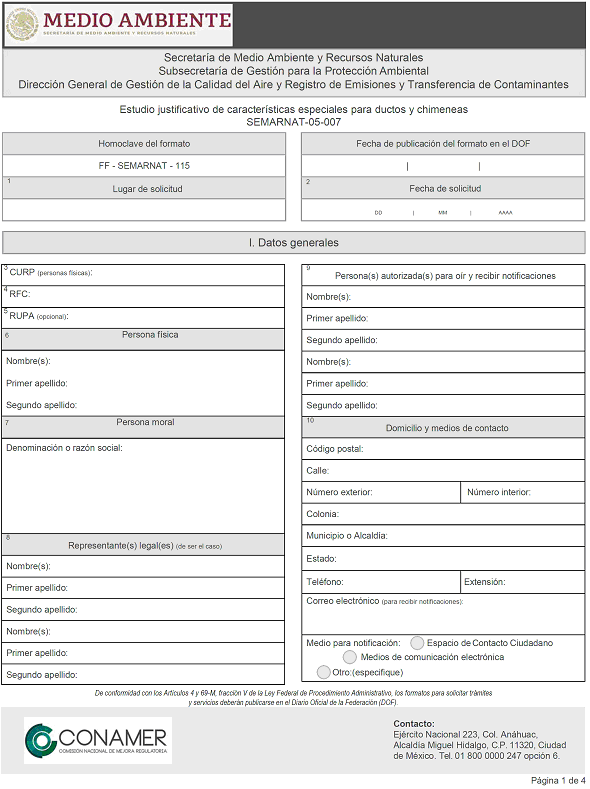 MEDIO AMBIENTE
SECRETARÍA DE MEDIO AMBIENTE Y RECURSOS NATURALES
Secretaría de Medio Ambiente y Recursos Naturales
Subsecretaría de Gestión para la Protección Ambiental
Dirección General de Gestión de la Calidad del Aire y Registro de Emisiones y Transferencia de Contaminantes
Estudio justificativo de características especiales para ductos y chimeneas
SEMARNAT-05-007
Homoclave del formato
FF - SEMARNAT - 115
1
Lugar de solicitud
Fecha de publicación del formato en el DOF
| |
2
Fecha de solicitud
DD | MM | AAAA
I. Datos generales
3 CURP (personas físicas):
4 RFC:
5 RUPA (opcional):
6 Persona física
Nombre(s):
Primer apellido:
Segundo apellido:
7 Persona moral
Denominación o razón social:
8
Representante(s) legal(es) (de ser el caso)
Nombre(s):
Primer apellido:
Segundo apellido:
Nombre(s):
Primer apellido:
Segundo apellido:
9
Persona(s) autorizada(s) para oír y recibir notificaciones
Nombre(s):
Primer apellido:
Segundo apellido:
Nombre(s):
Primer apellido:
Segundo apellido:
10
Domicilio y medios de contacto
Código postal:
Calle:
Número exterior: Número interior:
Colonia:
Municipio o Alcaldía:
Estado:
Teléfono: Extensión:
Correo electrónico (para recibir notificaciones):
Medio para notificación: Espacio de Contacto Ciudadano
Medios de comunicación electrónica
Otro:(especifique)
De conformidad con los Artículos 4 y 69-M, fracción V de la Ley Federal de Procedimiento Administrativo, los formatos para solicitar trámites
y servicios deberán publicarse en el Diario Oficial de la Federación (DOF).
CONAMER
COMISIÓN NACIONAL DE MEJORA REGULATORIA
Contacto:
Ejército Nacional 223, Col. Anáhuac,
Alcaldía Miguel Hidalgo, C.P. 11320, Ciudad
de México. Tel. 01 800 0000 247 opción 6.
Página 1 de 4